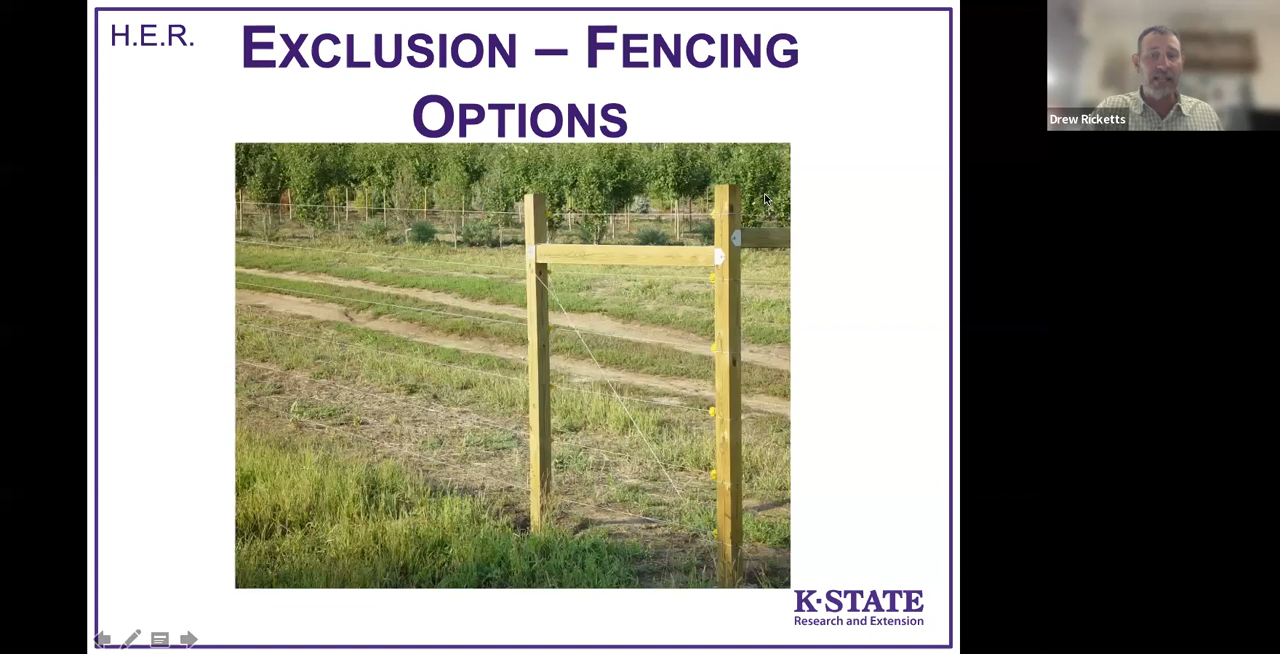 H.E.R.
EXCLUSION – FENCING
OPTIONS
Drew Ricketts
K·STATE
Research and Extension